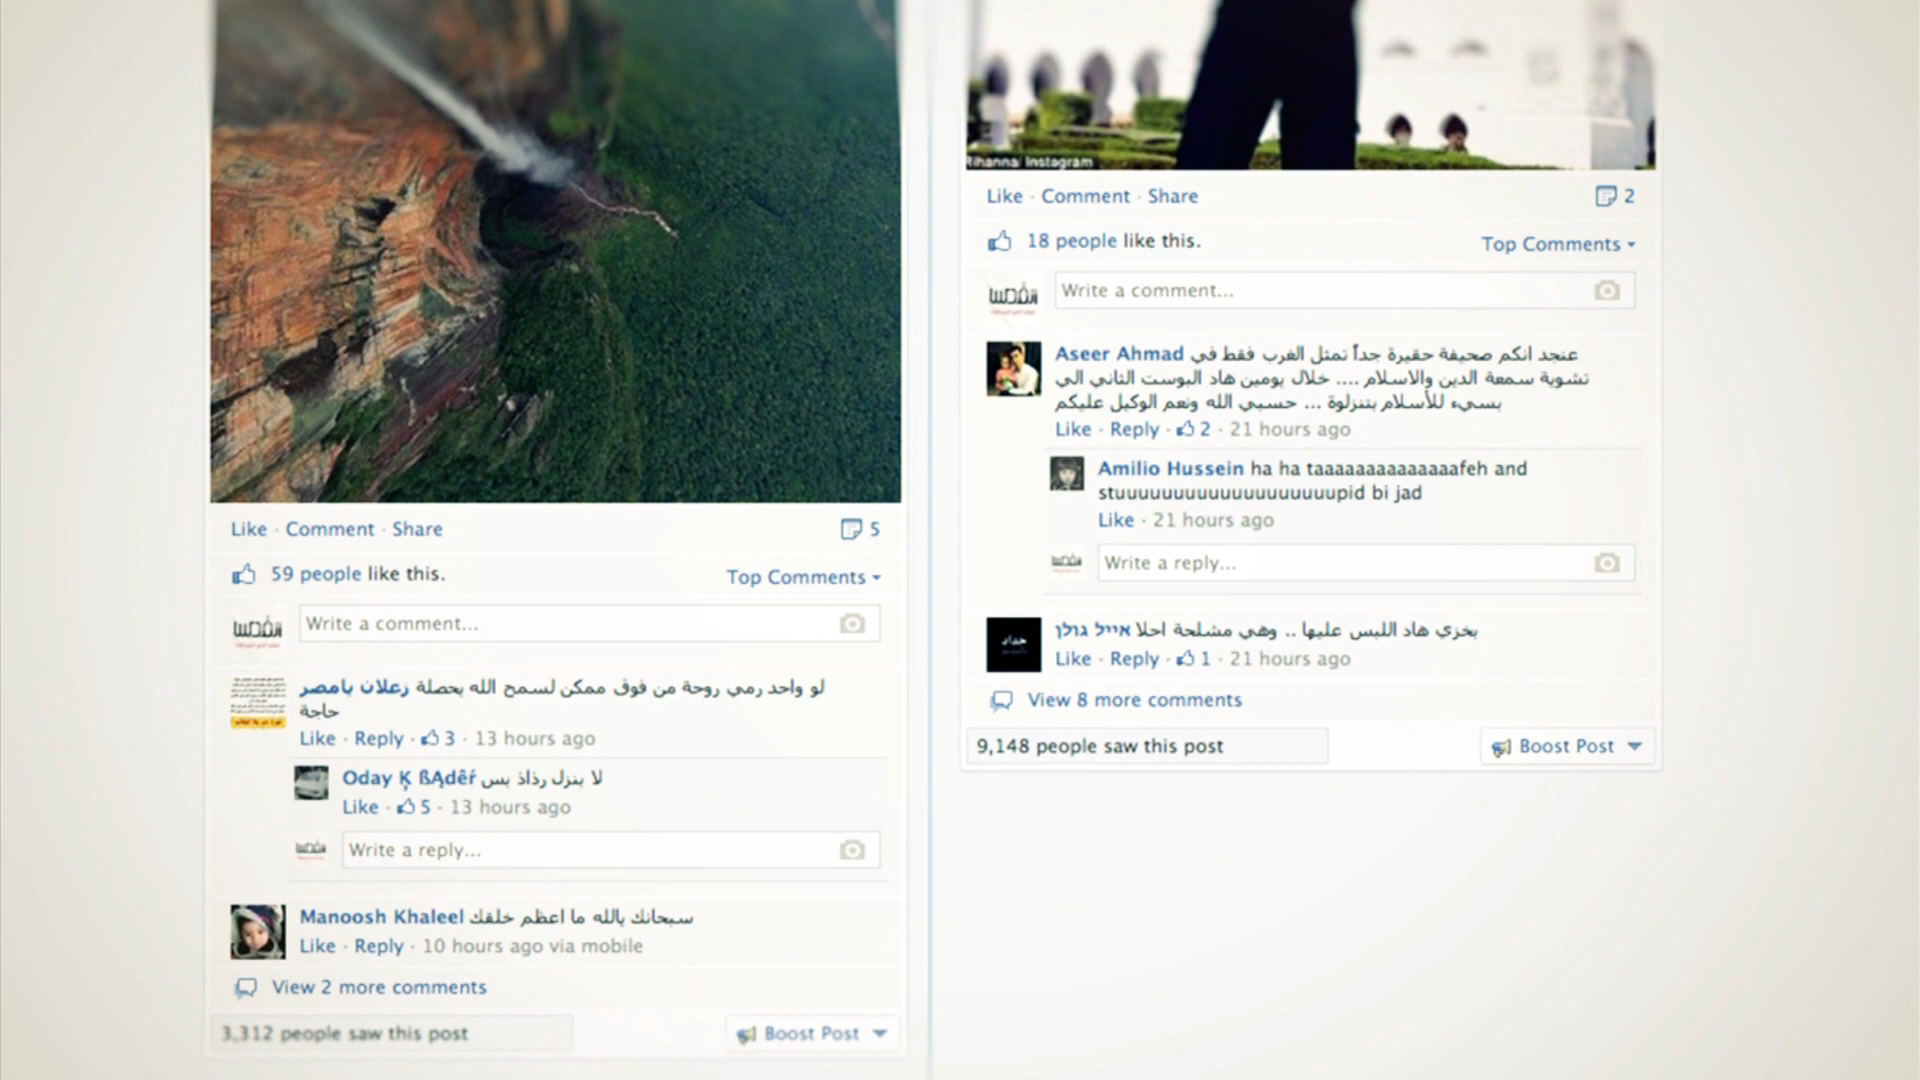 Like · Comment · Share 5
59 people like this. Top Comments
Write a comment...
زعلان يامصر لو واحد رمي روحة من فوق ممكن لسمح الله يحصلة
حاجة
Like · Reply · 3 · 13 hours ago
Oday Ķ ßĄdêŕ لا بنزل رذاذ بس
Like · 5 · 13 hours ago
Write a reply...
Manoosh Khaleel سبحانك يالله ما اعظم خلقك
Like · Reply · 10 hours ago via mobile
View 2 more comments
3,312 people saw this post Boost Post
Rihanna/ Instagram
Like · Comment · Share 2
18 people like this. Top Comments
القدس
Write a comment...
Aseer Ahmad عنجد انكم صحيفة حقيرة جداً تمثل الغرب فقط في
تشوية سمعة الدين والاسلام .... خلال يومين هاد البوست الثاني الي
بسيء للأسلام بتنزلوة ... حسبي الله ونعم الوكيل عليكم
Like · Reply · 2 · 21 hours ago
Amilio Hussein ha ha taaaaaaaaaaaaaafeh and
stuuuuuuuuuuuuuuuuuuupid bi jad
Like · 21 hours ago
Write a reply...
אייל גולן بخزي هاد اللبس عليها .. وهي مشلحة احلا
Like · Reply · 1 · 21 hours ago
View 8 more comments
9,148 people saw this post Boost Post